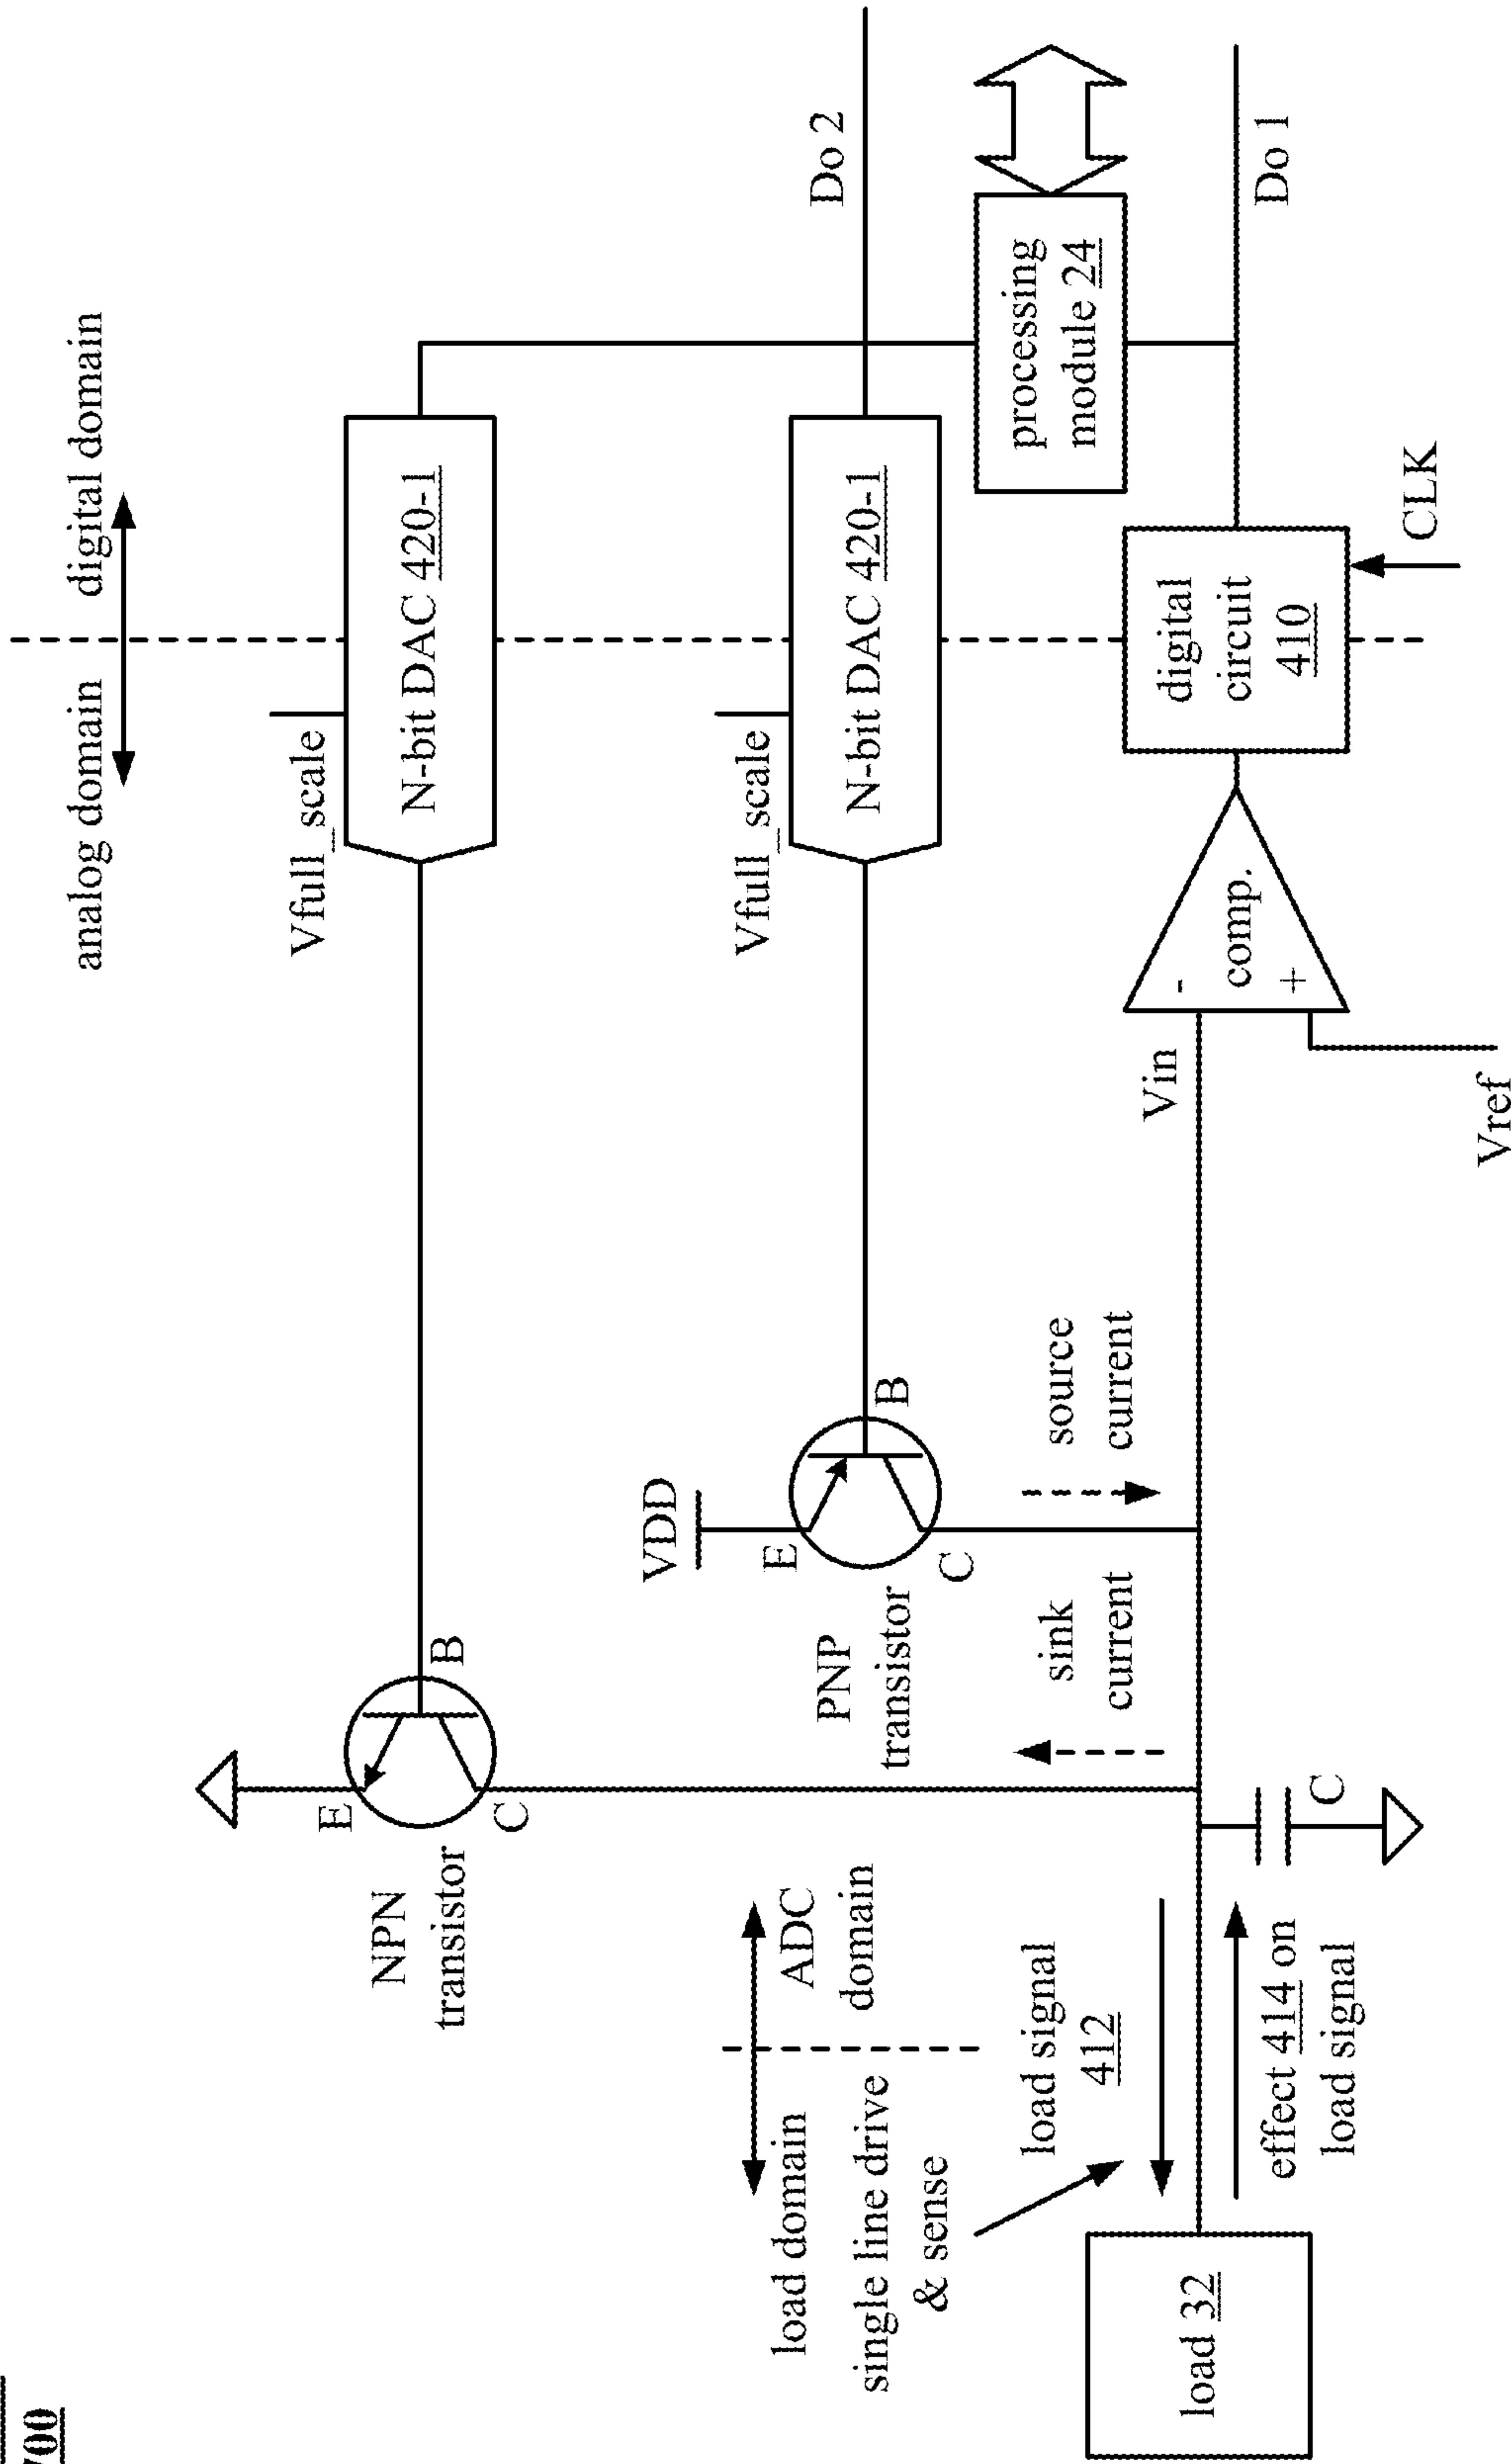 analog domain
digital domain
Vfull_scale
N-bit DAC 420-1
NPN
transistor
E
B
C
Vfull_scale
N-bit DAC 420-1
Do 2
VDD
E
B
C
PNP
transistor
load domain
ADC
domain
single line drive
& sense
load signal
412
sink
current
source
current
processing
module 24
load 32
effect 414 on
load signal
C
Vin
Vref
-
comp.
+
digital
circuit
410
CLK
Do 1